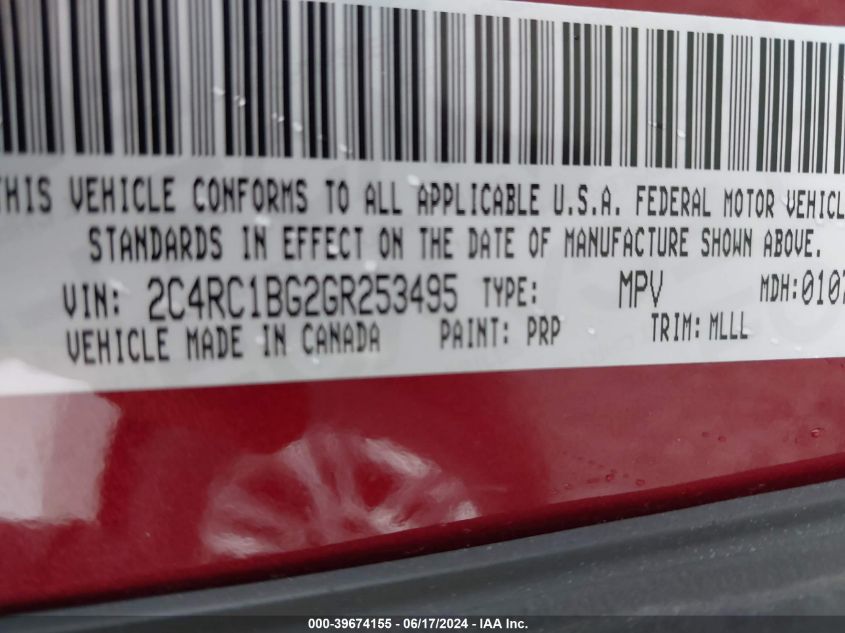 THIS VEHICLE CONFORMS TO ALL APPLICABLE U.S.A. FEDERAL MOTOR VEHICL
STANDARDS IN EFFECT ON THE DATE OF MANUFACTURE SHOWN ABOVE.
VIN: 2C4RC1BG2GR253495 TYPE: MPV MDH:0107
VEHICLE MADE IN CANADA PAINT: PRP TRIM: MLLL
000-39674155 - 06/17/2024 - IAA Inc.